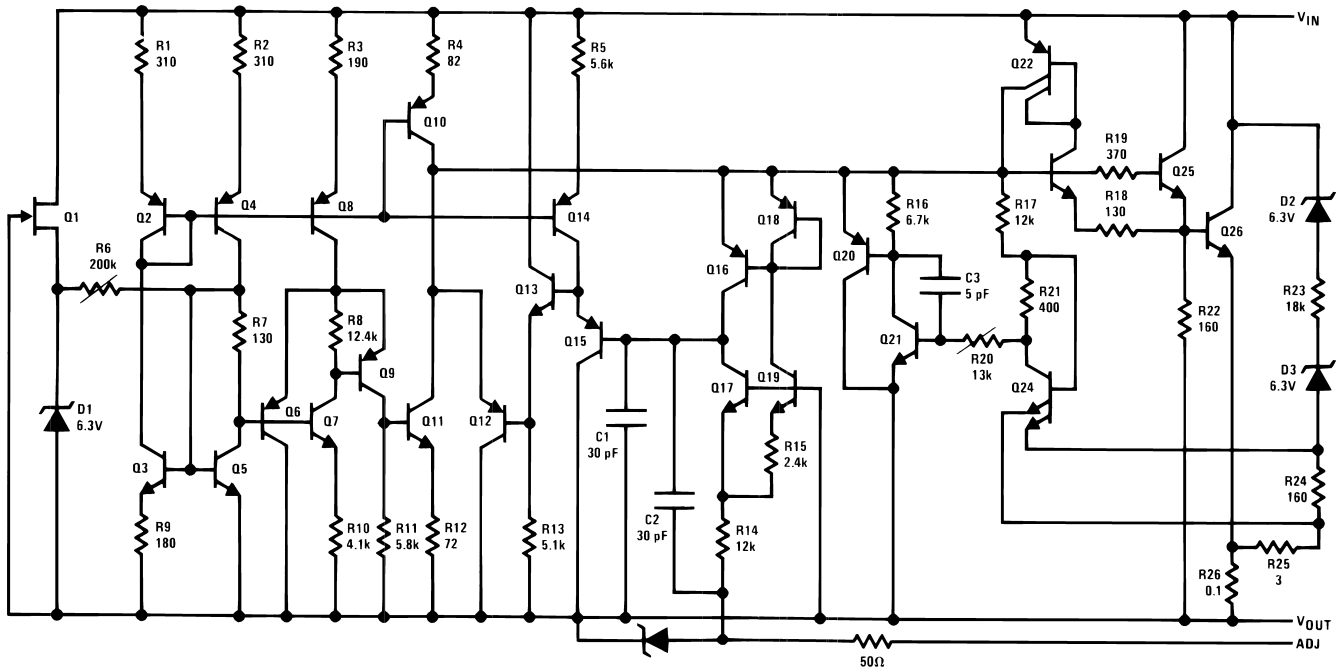 VIN
R1
310
R2
310
R3
190
R4
82
R5
5.6k
Q22
Q10
R19
370
Q25
Q1
Q2
Q4
Q8
Q14
Q18
R16
6.7k
R17
12k
R18
130
D2
6.3V
R6
200k
Q16
Q20
Q26
Q13
C3
5 pF
R21
400
R22
160
R23
18k
R7
130
R8
12.4k
Q15
Q21
R20
13k
Q9
Q17
Q19
Q24
D3
6.3V
D1
6.3V
Q6
Q7
Q11
Q12
C1
30 pF
R15
2.4k
Q3
Q5
R24
160
C2
30 pF
R9
180
R10
4.1k
R11
5.8k
R12
72
R13
5.1k
R14
12k
R25
3
R26
0.1
VOUT
ADJ
50Ω